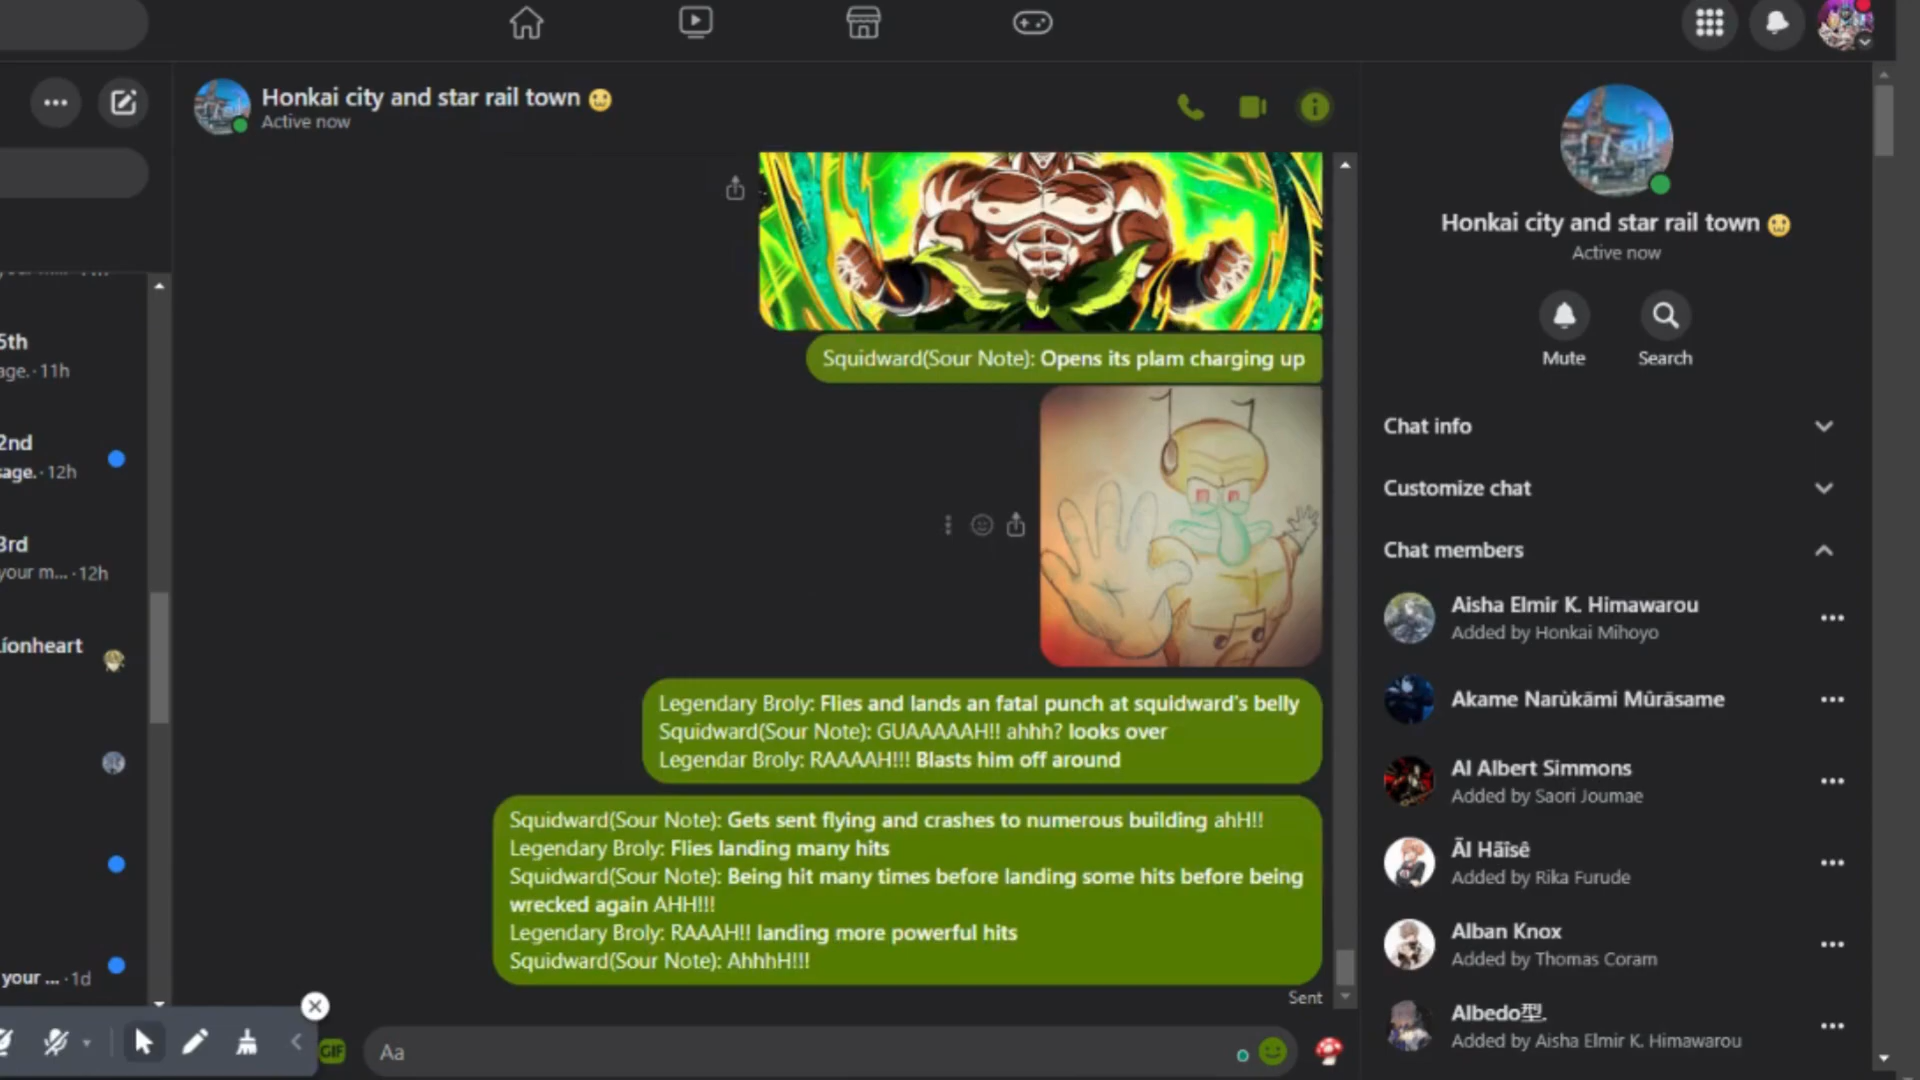 5th
age. · 11h
2nd
sage. · 12h
3rd
your m... · 12h
Lionheart
your ... · 1d
Honkai city and star rail town
Active now
Squidward(Sour Note): Opens its plam charging up
Legendary Broly: Flies and lands an fatal punch at squidward's belly
Squidward(Sour Note): GUAAAAAH!! ahhh? looks over
Legendar Broly: RAAAAH!!! Blasts him off around
Squidward(Sour Note): Gets sent flying and crashes to numerous building ahH!!
Legendary Broly: Flies landing many hits
Squidward(Sour Note): Being hit many times before landing some hits before being
wrecked again AHH!!!
Legendary Broly: RAAAH!! landing more powerful hits
Squidward(Sour Note): AhhhH!!!
Sent
GIF
Aa
Honkai city and star rail town
Active now
Mute
Search
Chat info
Customize chat
Chat members
Aisha Elmir K. Himawarou
Added by Honkai Mihoyo
Akame Narùkāmi Mûrāsame
Al Albert Simmons
Added by Saori Joumae
Āl Hāîsê
Added by Rika Furude
Alban Knox
Added by Thomas Coram
Albedo型.
Added by Aisha Elmir K. Himawarou